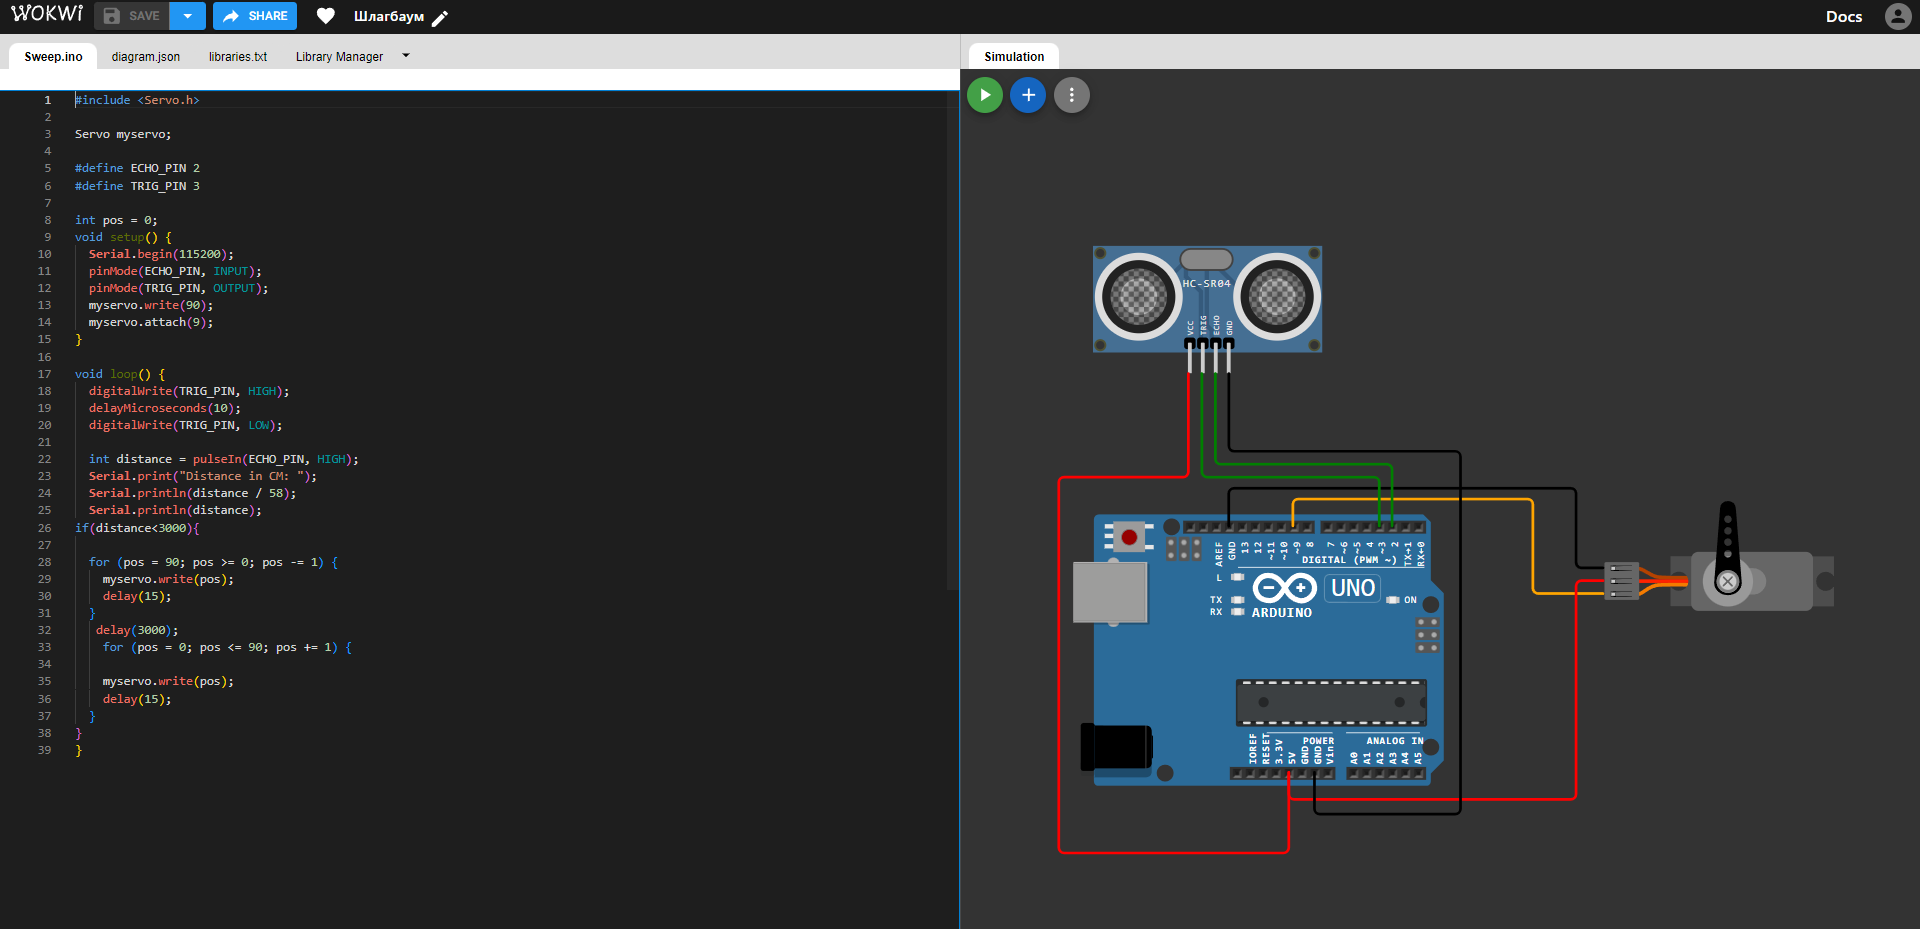 WOKWi SAVE SHARE Шлагбаум Docs
Sweep.ino diagram.json libraries.txt Library Manager
Simulation
1 #include <Servo.h>
2
3 Servo myservo;
4
5 #define ECHO_PIN 2
6 #define TRIG_PIN 3
7
8 int pos = 0;
9 void setup() {
10 Serial.begin(115200);
11 pinMode(ECHO_PIN, INPUT);
12 pinMode(TRIG_PIN, OUTPUT);
13 myservo.write(90);
14 myservo.attach(9);
15 }
16
17 void loop() {
18 digitalWrite(TRIG_PIN, HIGH);
19 delayMicroseconds(10);
20 digitalWrite(TRIG_PIN, LOW);
21
22 int distance = pulseIn(ECHO_PIN, HIGH);
23 Serial.print("Distance in CM: ");
24 Serial.println(distance / 58);
25 Serial.println(distance);
26 if(distance<3000){
27
28 for (pos = 90; pos >= 0; pos -= 1) {
29 myservo.write(pos);
30 delay(15);
31 }
32 delay(3000);
33 for (pos = 0; pos <= 90; pos += 1) {
34
35 myservo.write(pos);
36 delay(15);
37 }
38 }
39 }
HC-SR04
VCC TRIG ECHO GND
AREF GND 13 12 ~11 ~10 ~9 8 7 ~6 ~5 4 ~3 2 TX→1 RX←0
DIGITAL (PWM ~)
L
UNO
TX
RX
ON
ARDUINO
POWER
ANALOG IN
IOREF RESET 3.3V 5V GND GND Vin A0 A1 A2 A3 A4 A5